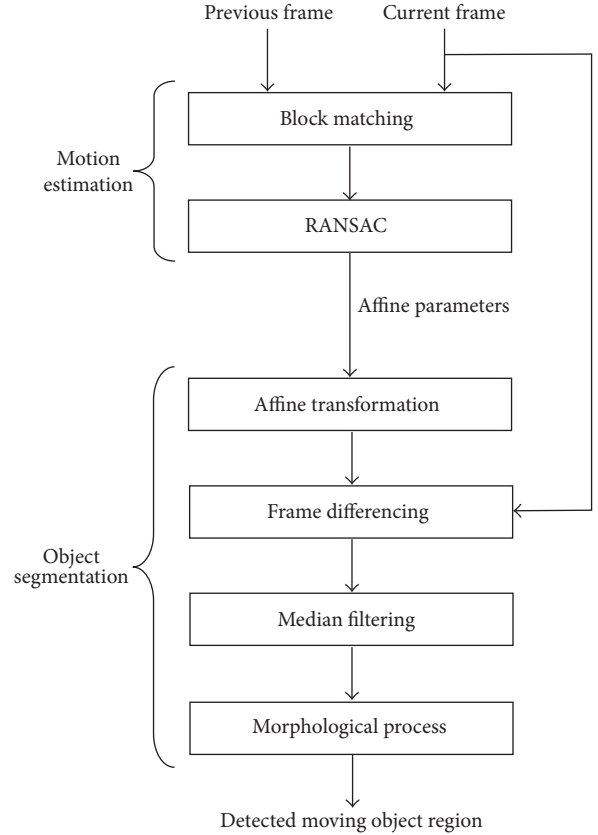 Previous frame
Current frame
Block matching
Motion
estimation
RANSAC
Affine parameters
Affine transformation
Frame differencing
Object
segmentation
Median filtering
Morphological process
Detected moving object region